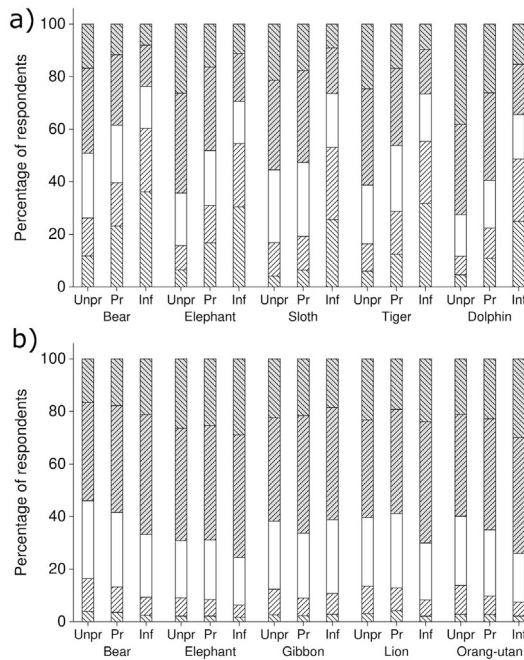 a)
Percentage of respondents
100
80
60
40
20
0
Unpr Pr Inf Unpr Pr Inf Unpr Pr Inf Unpr Pr Inf Unpr Pr Inf
Bear Elephant Sloth Tiger Dolphin
b)
Percentage of respondents
100
80
60
40
20
0
Unpr Pr Inf Unpr Pr Inf Unpr Pr Inf Unpr Pr Inf Unpr Pr Inf
Bear Elephant Gibbon Lion Orang-utan